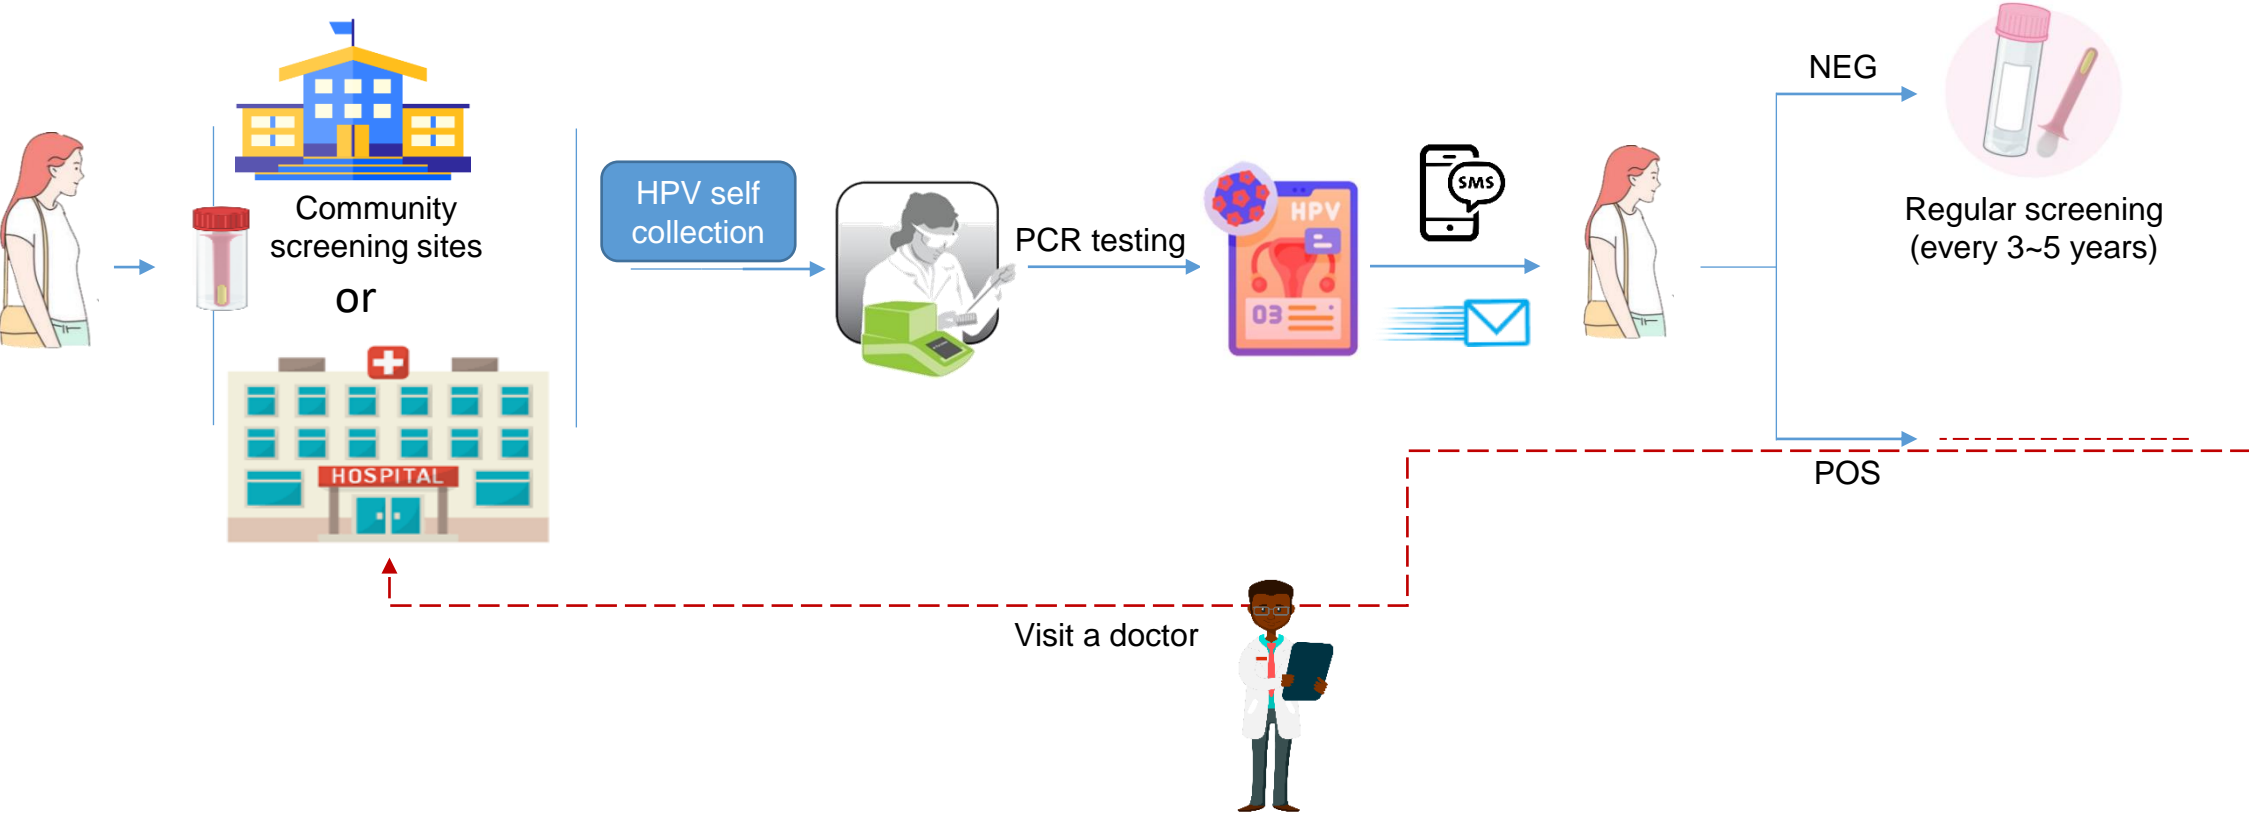 Community
screening sites
or
HOSPITAL
HPV self
collection
PCR testing
HPV
03
SMS
NEG
Regular screening
(every 3~5 years)
POS
Visit a doctor